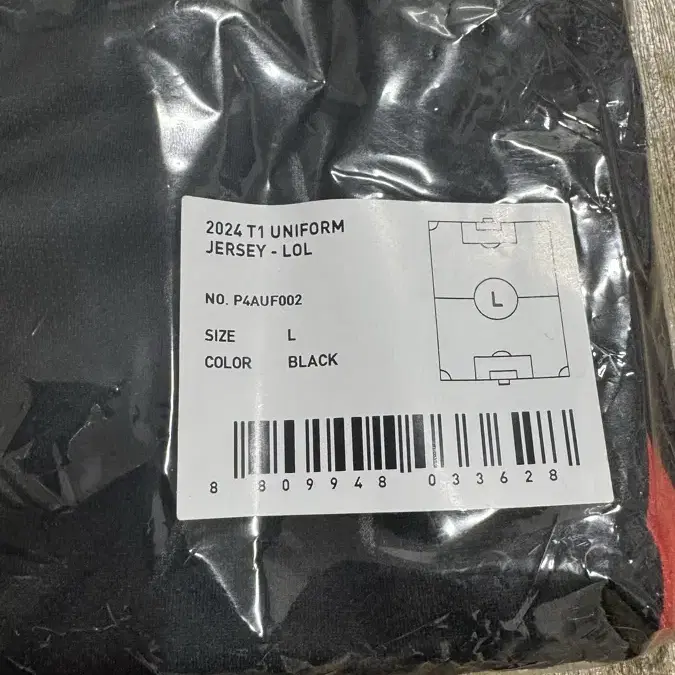 2024 T1 UNIFORM
JERSEY - LOL
NO. P4AUF002
SIZE L
COLOR BLACK
L
8 809948 033628